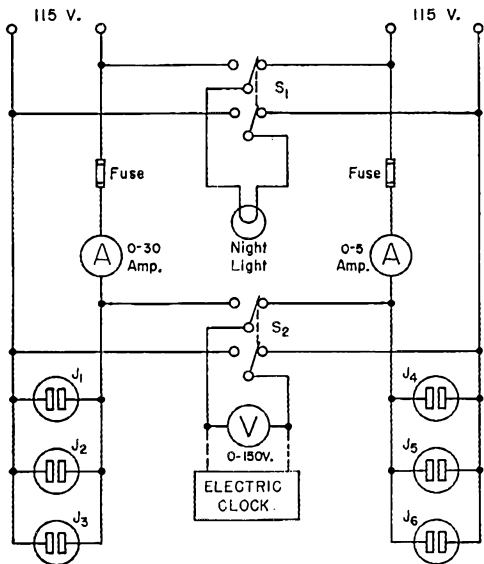 115 V.
115 V.
S1
Fuse
Fuse
0-30
Amp.
Night
Light
0-5
Amp.
S2
J1
J4
V
A
A
J2
0-150V.
J5
ELECTRIC
CLOCK.
J3
J6